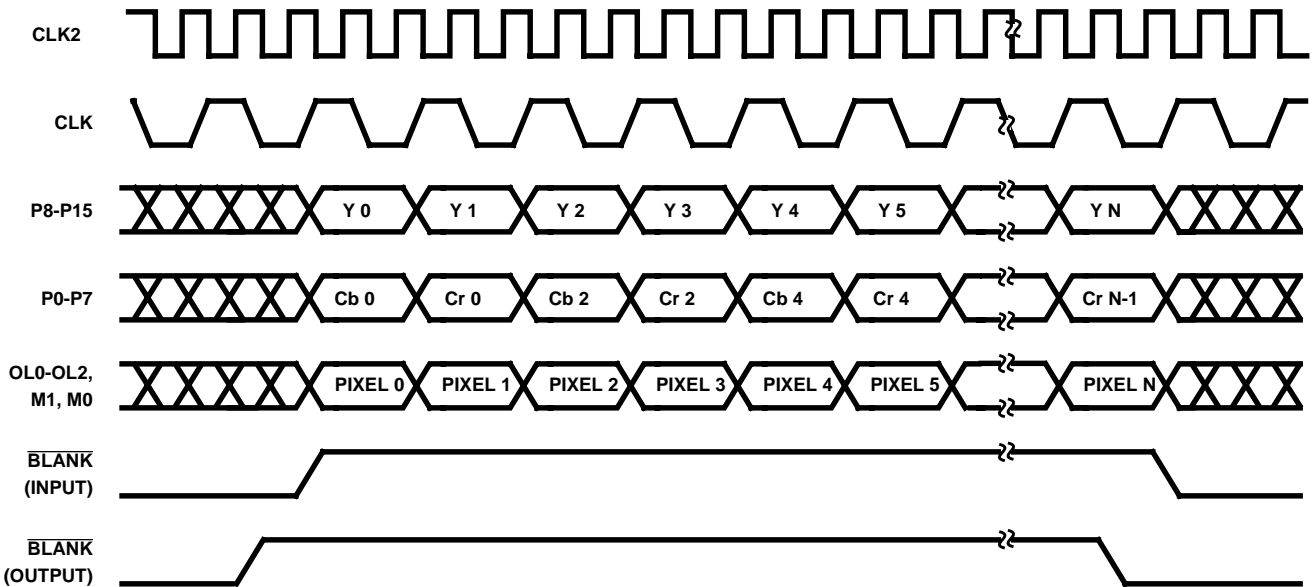 CLK2
CLK
P8-P15
Y 0 Y 1 Y 2 Y 3 Y 4 Y 5 Y N
P0-P7
Cb 0 Cr 0 Cb 2 Cr 2 Cb 4 Cr 4 Cr N-1
OL0-OL2,
M1, M0
PIXEL 0 PIXEL 1 PIXEL 2 PIXEL 3 PIXEL 4 PIXEL 5 PIXEL N
BLANK
(INPUT)
BLANK
(OUTPUT)